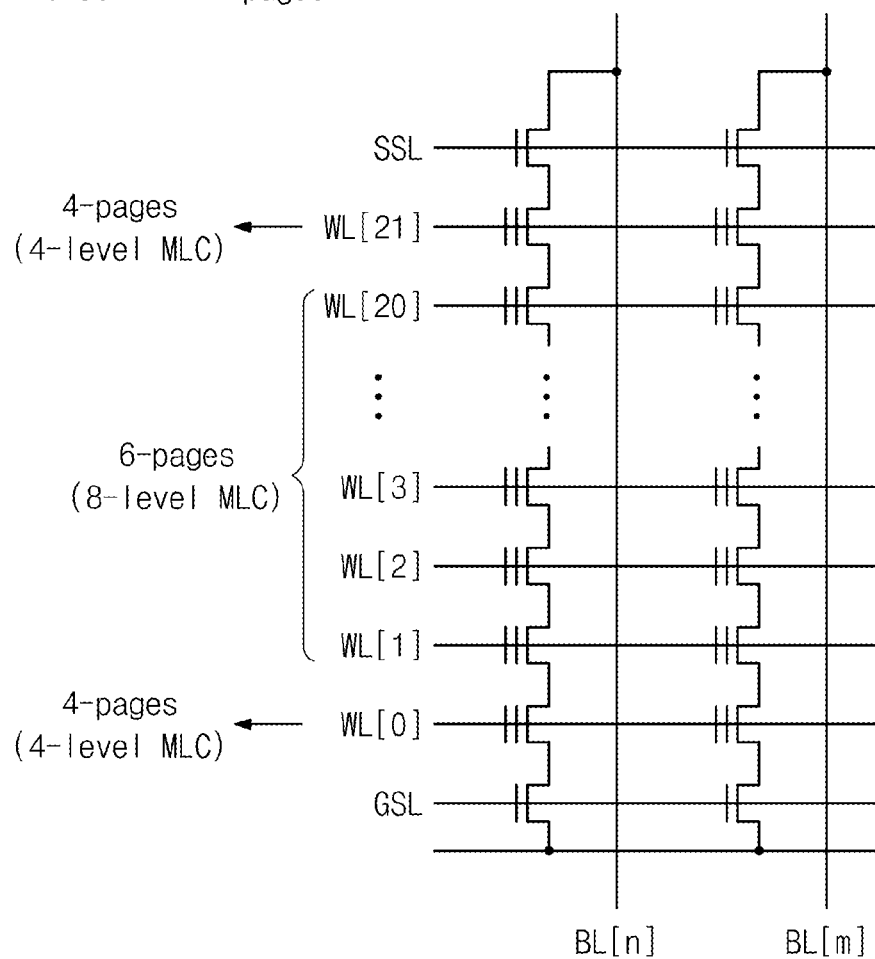 pages
SSL
4-pages
(4-level MLC)
WL[21]
WL[20]
6-pages
(8-level MLC)
WL[3]
WL[2]
WL[1]
4-pages
(4-level MLC)
WL[0]
GSL
BL[n]
BL[m]